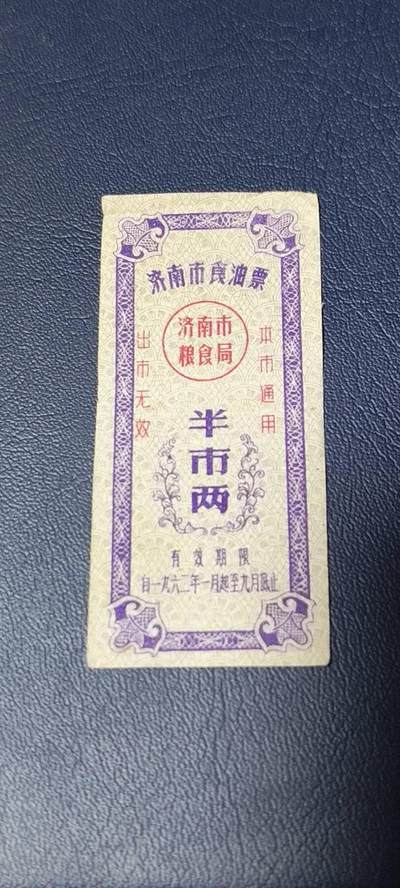 济南市食油票
济南市
粮食局
本市通用
出市无效
半市两
有效期限
自一九六二年一月起至九月底止